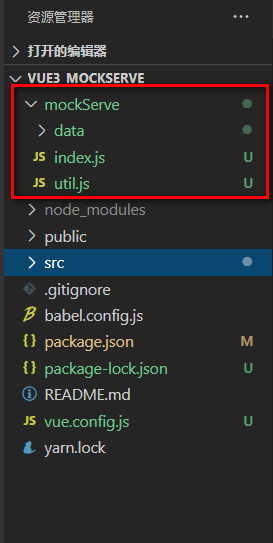 资源管理器 ...
打开的编辑器
VUE3_MOCKSERVE
mockServe
data
JS index.js U
JS util.js U
node_modules
public
src
.gitignore
babel.config.js
package.json M
package-lock.json U
README.md
JS vue.config.js U
yarn.lock